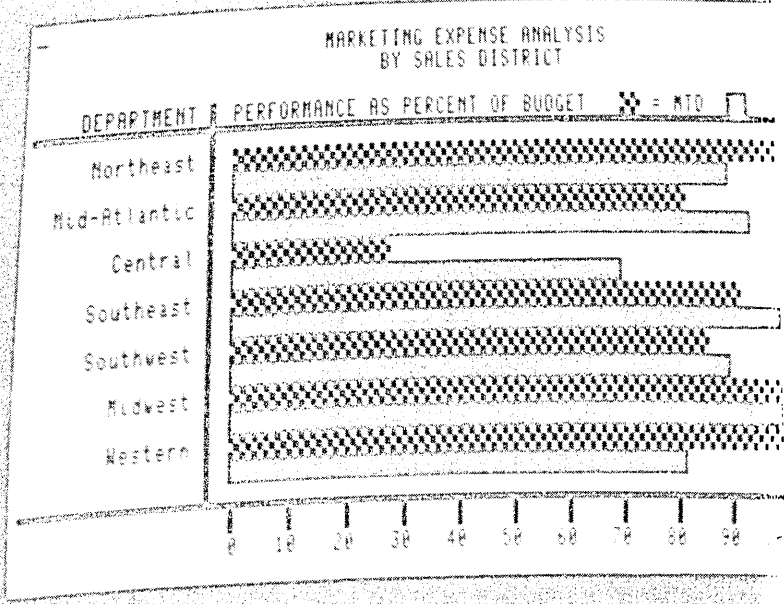 MARKETING EXPENSE ANALYSIS
BY SALES DISTRICT
DEPARTMENT PERFORMANCE AS PERCENT OF BUDGET = MTD
Northeast
Mid-Atlantic
Central
Southeast
Southwest
Midwest
Western
0 10 20 30 40 50 60 70 80 90